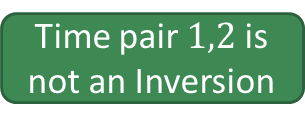 Time pair 1,2 is
not an Inversion